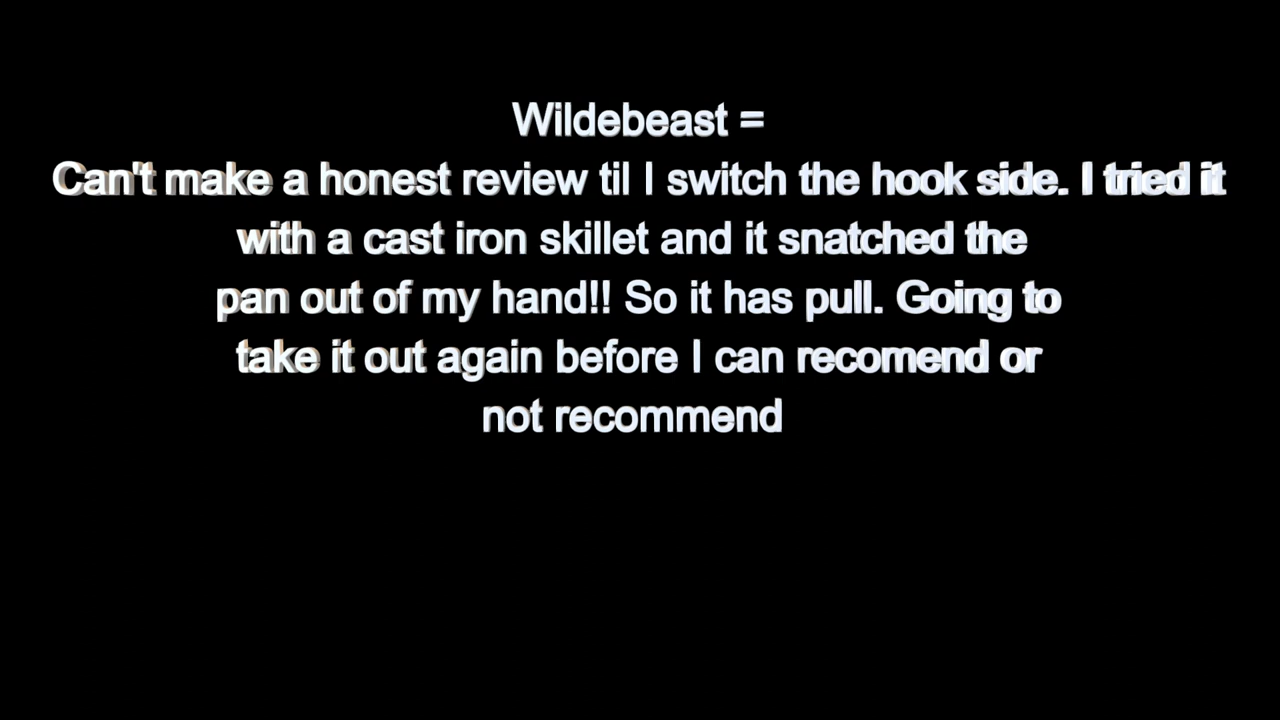 Wildebeast =
Can't make a honest review til I switch the hook side. I tried it
with a cast iron skillet and it snatched the
pan out of my hand!! So it has pull. Going to
take it out again before I can recomend or
not recommend